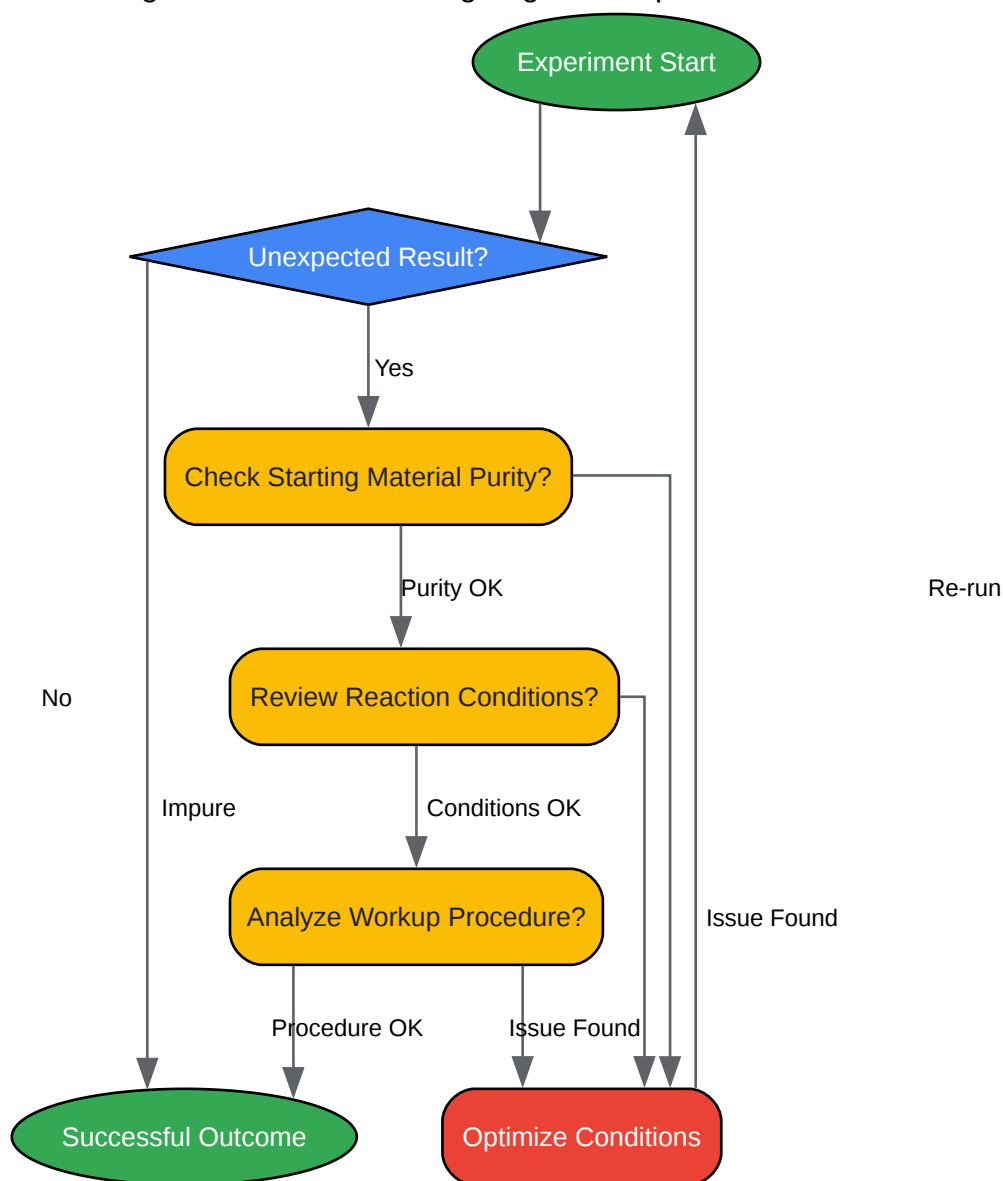 Experiment Start
Unexpected Result?
Yes
Check Starting Material Purity?
Purity OK
Re-run
Review Reaction Conditions?
No
Impure
Conditions OK
Analyze Workup Procedure?
Issue Found
Procedure OK
Issue Found
Successful Outcome
Optimize Conditions